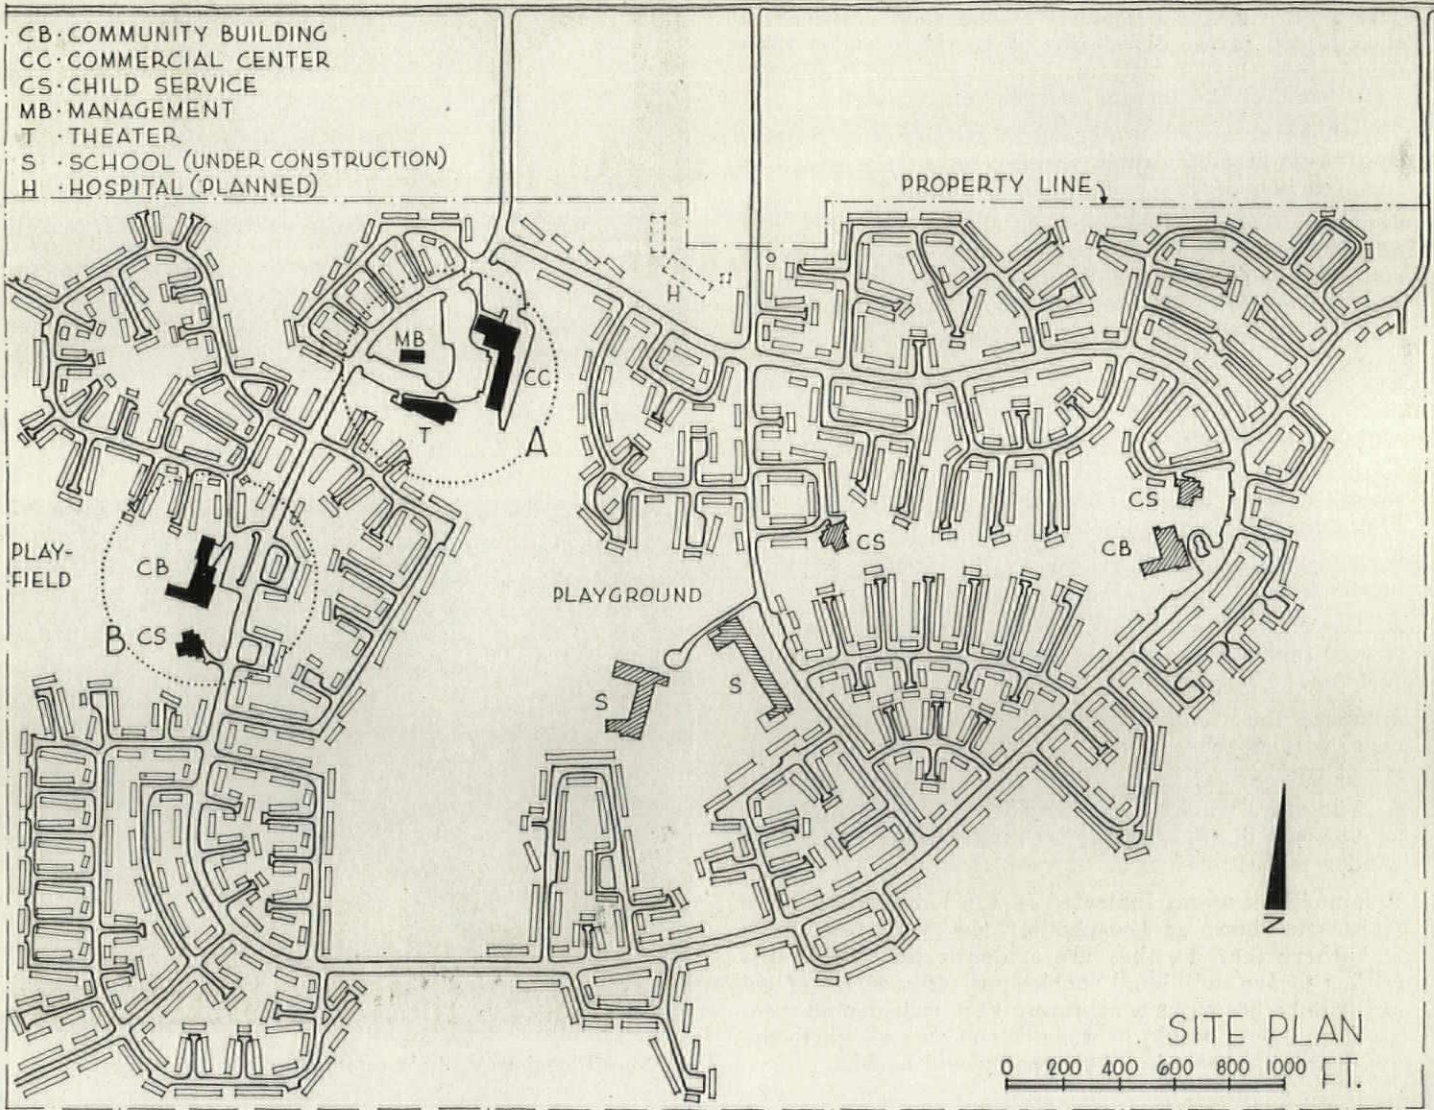 CB · COMMUNITY BUILDING
CC · COMMERCIAL CENTER
CS · CHILD SERVICE
MB · MANAGEMENT
T · THEATER
S · SCHOOL (UNDER CONSTRUCTION)
H · HOSPITAL (PLANNED)
PROPERTY LINE
H
MB
CC
T
A
CS
CS
CB
PLAY-
FIELD
CB
PLAYGROUND
B
CS
S
S
N
SITE PLAN
0 200 400 600 800 1000 FT.